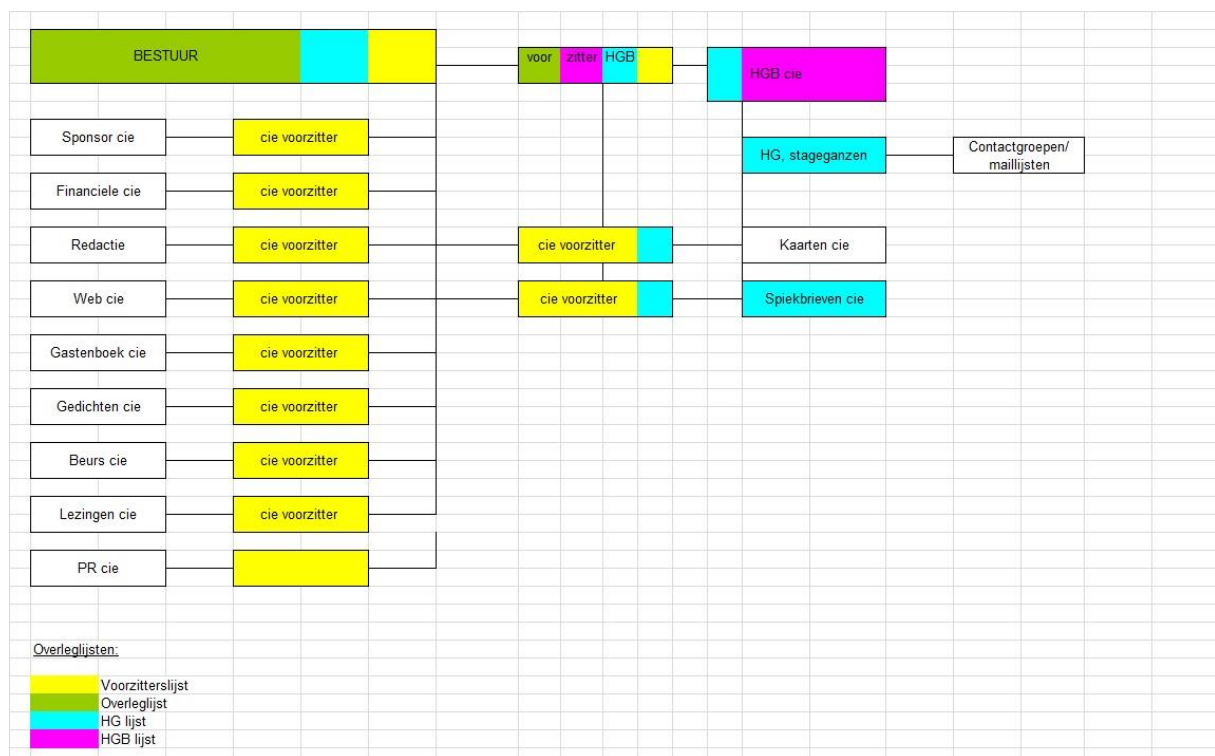 BESTUUR
voor zitter HGB
HGB cie
Sponsor cie
cie voorzitter
HG, stageganzen
Contactgroepen/
maillijsten
Financiele cie
cie voorzitter
Redactie
cie voorzitter
cie voorzitter
Kaarten cie
Web cie
cie voorzitter
cie voorzitter
Spiekbrieven cie
Gastenboek cie
cie voorzitter
Gedichten cie
cie voorzitter
Beurs cie
cie voorzitter
Lezingen cie
cie voorzitter
PR cie
Overleglijsten:
Voorzitterslijst
Overleglijst
HG lijst
HGB lijst